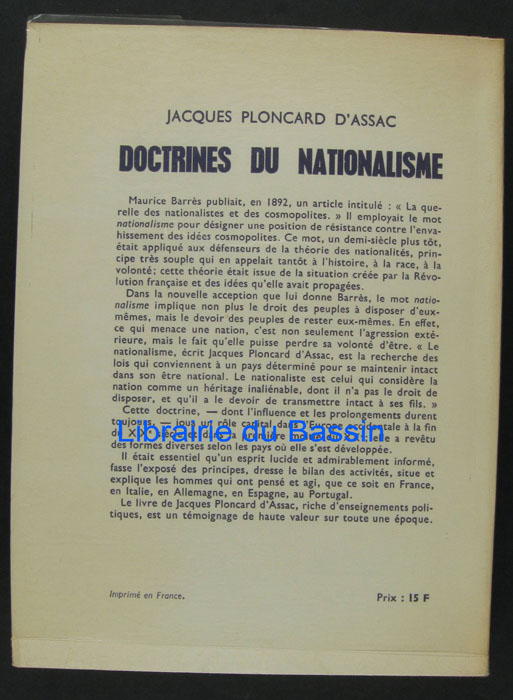 JACQUES PLONCARD D'ASSAC
DOCTRINES DU NATIONALISME
Maurice Barrès publiait, en 1892, un article intitulé : « La que-
relle des nationalistes et des cosmopolites. » Il employait le mot
nationalisme pour désigner une position de résistance contre l'enva-
hissement des idées cosmopolites. Ce mot, un demi-siècle plus tôt,
était appliqué aux défenseurs de la théorie des nationalités, prin-
cipe très souple qui en appelait tantôt à l'histoire, à la race, à la
volonté; cette théorie était issue de la situation créée par la Révo-
lution française et des idées qu'elle avait propagées.
Dans la nouvelle acception que lui donne Barrès, le mot natio-
nalisme implique non plus le droit des peuples à disposer d'eux-
mêmes, mais le devoir des peuples de rester eux-mêmes. En effet,
ce qui menace une nation, c'est non seulement l'agression exté-
rieure, mais le fait qu'elle puisse perdre sa volonté d'être. « Le
nationalisme, écrit Jacques Ploncard d'Assac, est la recherche des
lois qui conviennent à un pays déterminé pour se maintenir intact
dans son être national. Le nationaliste est celui qui considère la
nation comme un héritage inaliénable, dont il n'a pas le droit de
disposer, et qu'il a le devoir de transmettre intact à ses fils. »
Cette doctrine, — dont l'influence et les prolongements durent
toujours, — joua un rôle capital dans l'Europe occidentale à la fin
Librairie du Bassin
des formes diverses selon les pays où elle s'est développée.
Il était essentiel qu'un esprit lucide et admirablement informé,
fasse l'exposé des principes, dresse le bilan des activités, situe et
explique les hommes qui ont pensé et agi, que ce soit en France,
en Italie, en Allemagne, en Espagne, au Portugal.
Le livre de Jacques Ploncard d'Assac, riche d'enseignements poli-
tiques, est un témoignage de haute valeur sur toute une époque.
Imprimé en France.
Prix : 15 F